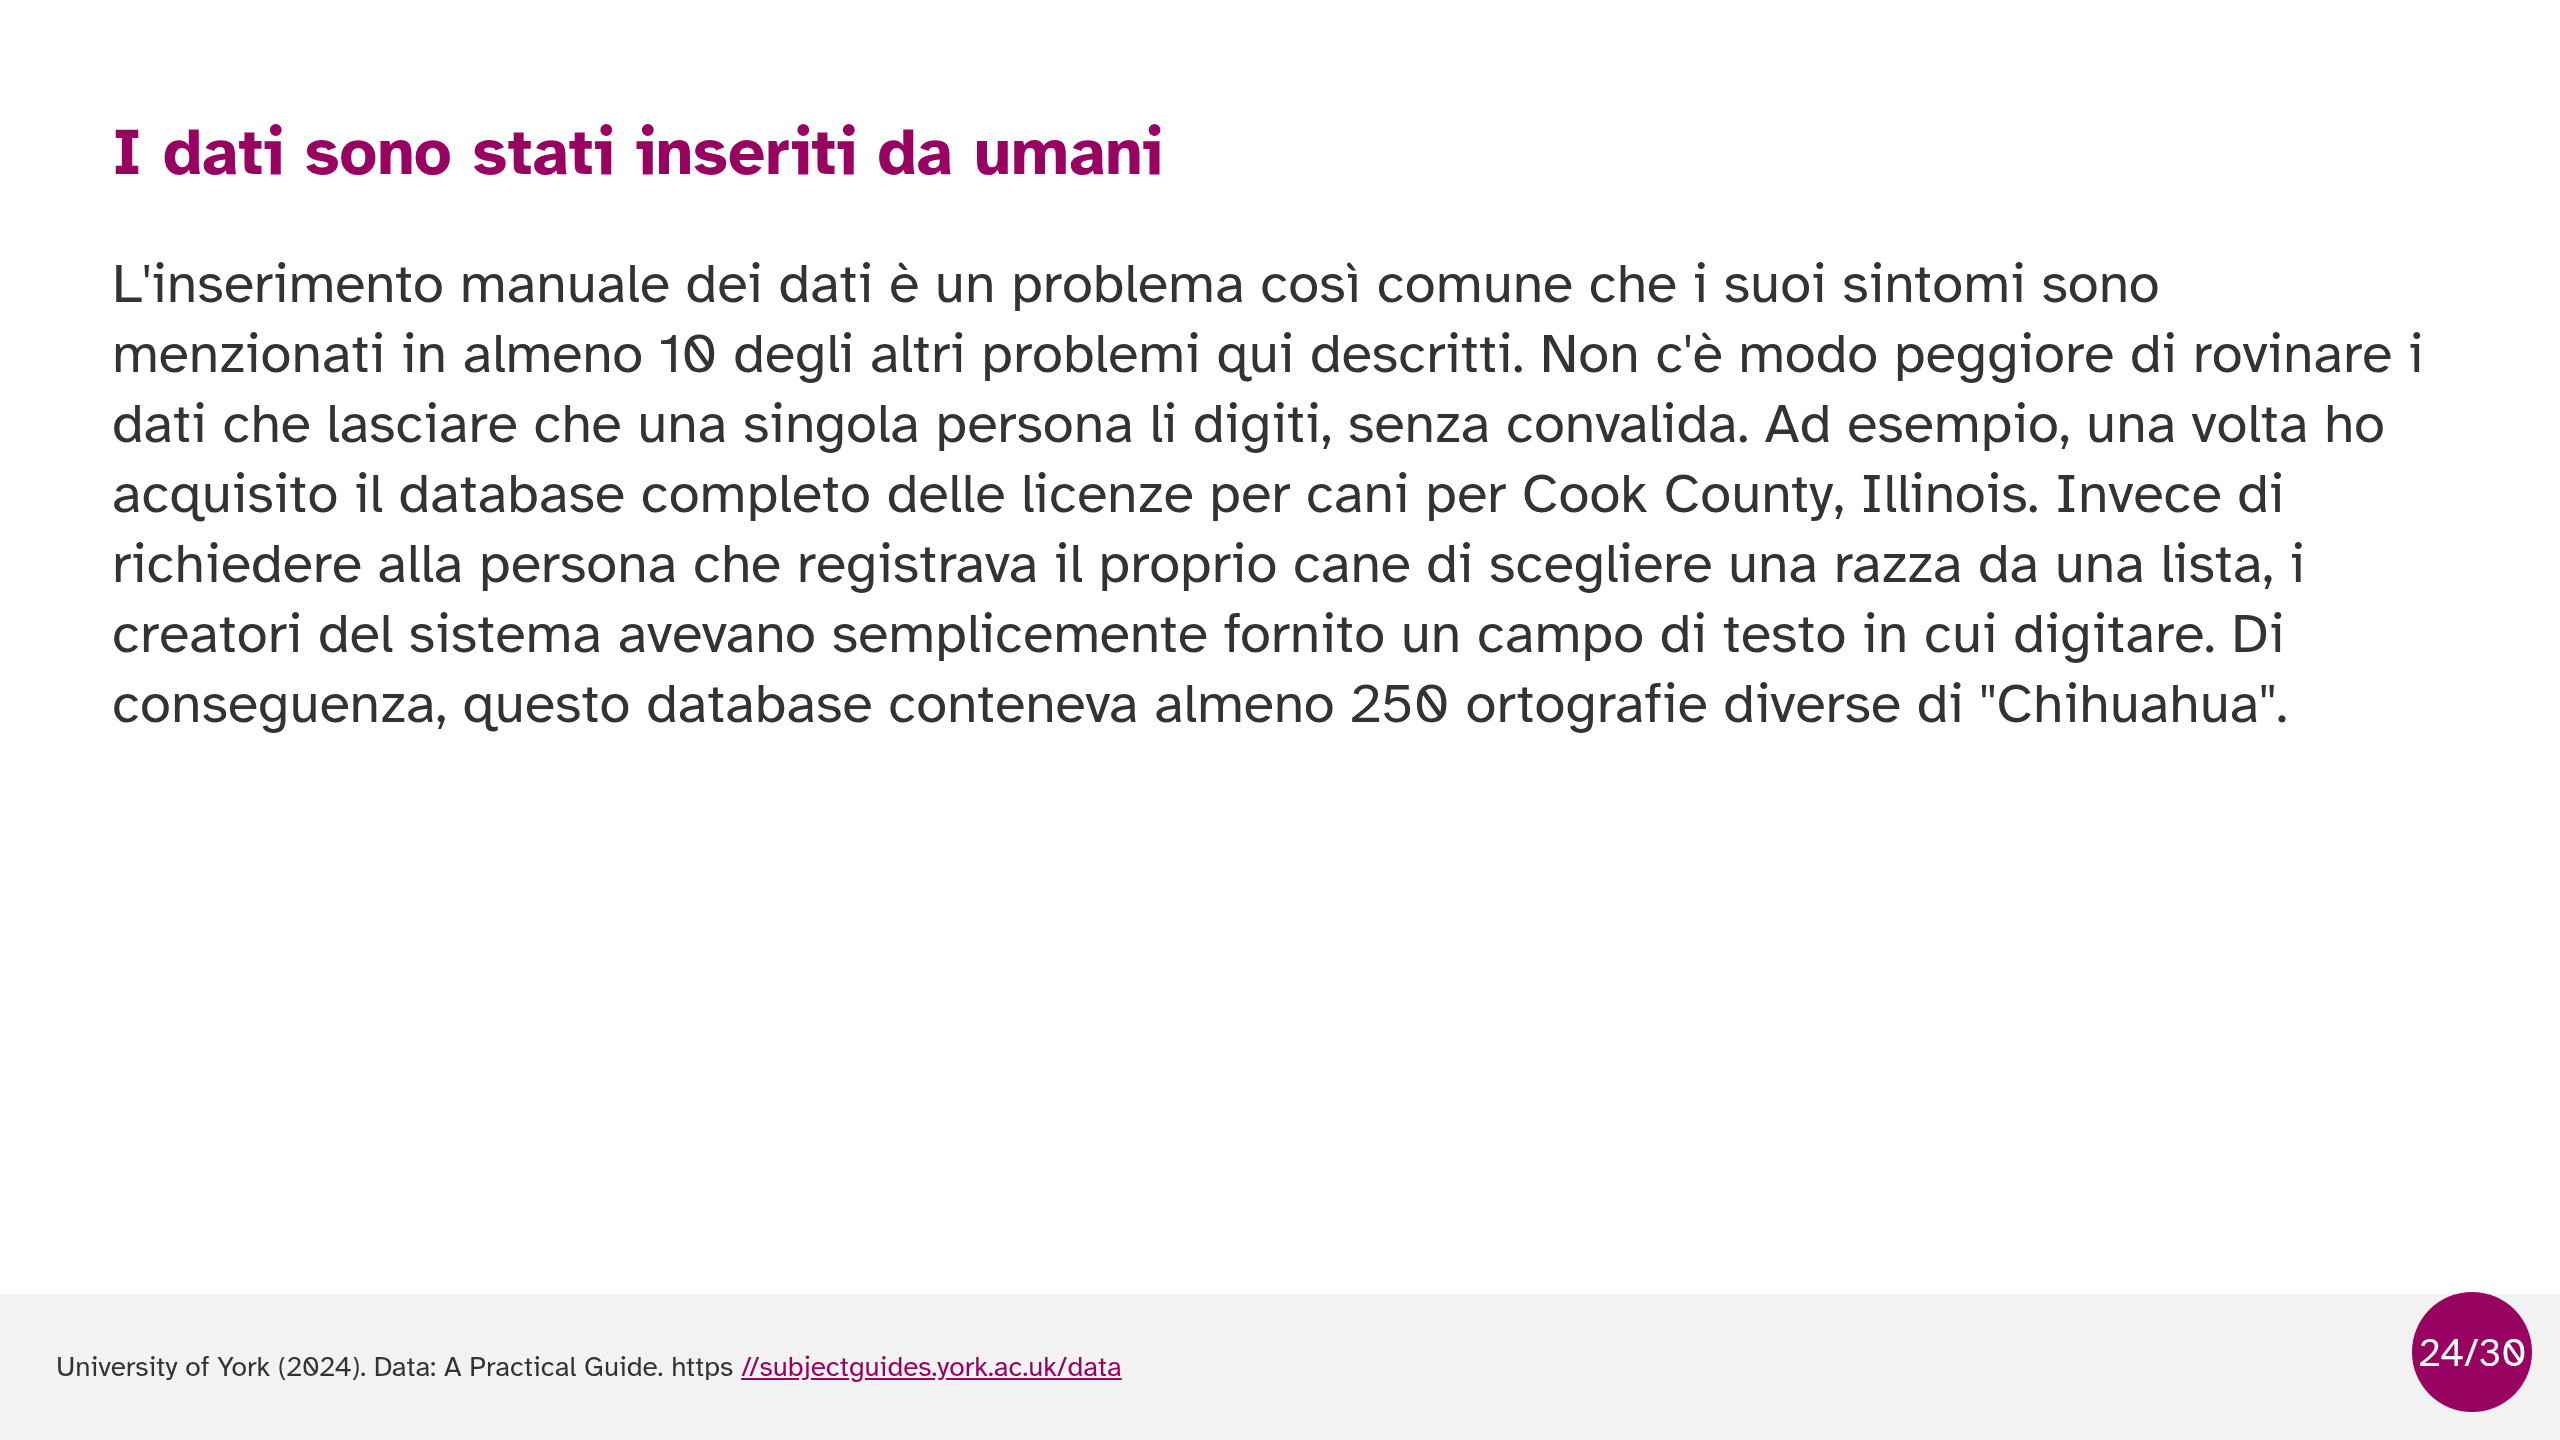 I dati sono stati inseriti da umani
L'inserimento manuale dei dati è un problema così comune che i suoi sintomi sono
menzionati in almeno 10 degli altri problemi qui descritti. Non c'è modo peggiore di rovinare i
dati che lasciare che una singola persona li digiti, senza convalida. Ad esempio, una volta ho
acquisito il database completo delle licenze per cani per Cook County, Illinois. Invece di
richiedere alla persona che registrava il proprio cane di scegliere una razza da una lista, i
creatori del sistema avevano semplicemente fornito un campo di testo in cui digitare. Di
conseguenza, questo database conteneva almeno 250 ortografie diverse di "Chihuahua".
University of York (2024). Data: A Practical Guide. https //subjectguides.york.ac.uk/data
24/30